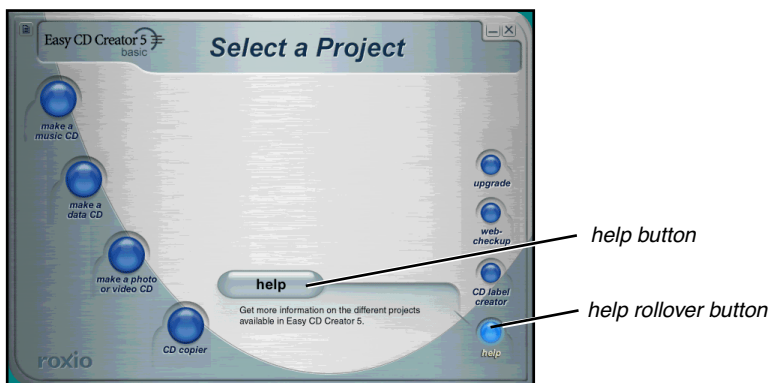 Easy CD Creator 5
basic
Select a Project
make a
music CD
make a
data CD
make a photo
or video CD
CD copier
upgrade
web-
checkup
CD label
creator
help
help
Get more information on the different projects
available in Easy CD Creator 5.
roxio
help button
help rollover button